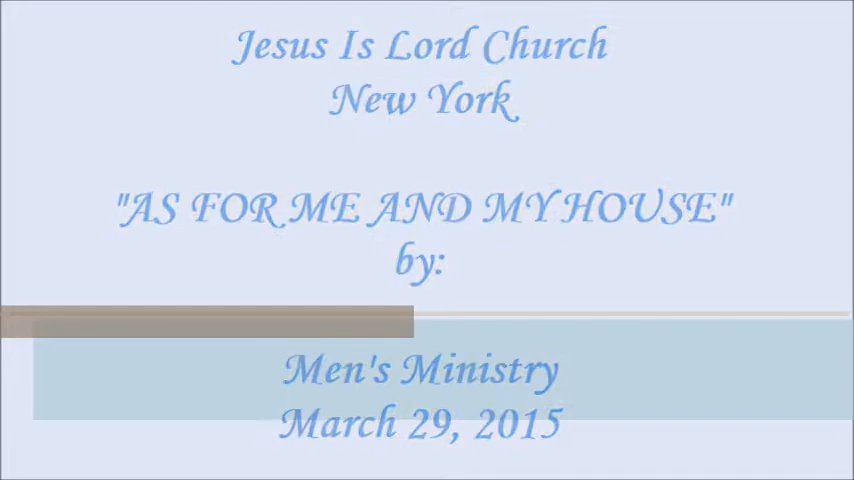 Jesus Is Lord Church
New York
"AS FOR ME AND MY HOUSE"
by:
Men's Ministry
March 29, 2015